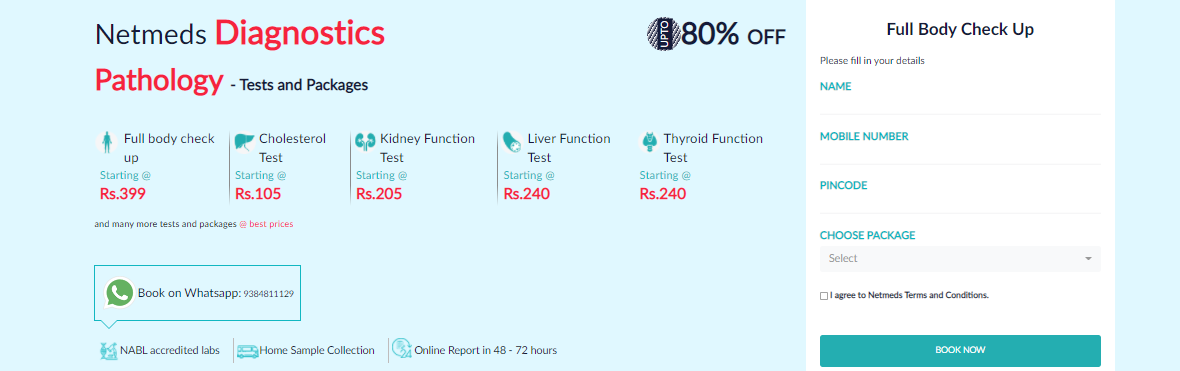 Netmeds Diagnostics
UPTO 80% OFF
Pathology - Tests and Packages
Full body check
up
Starting @
Rs.399
Cholesterol
Test
Starting @
Rs.105
Kidney Function
Test
Starting @
Rs.205
Liver Function
Test
Starting @
Rs.240
Thyroid Function
Test
Starting @
Rs.240
and many more tests and packages @ best prices
Book on Whatsapp: 9384811129
NABL accredited labs
Home Sample Collection
Online Report in 48 - 72 hours
Full Body Check Up
Please fill in your details
NAME
MOBILE NUMBER
PINCODE
CHOOSE PACKAGE
Select
I agree to Netmeds Terms and Conditions.
BOOK NOW